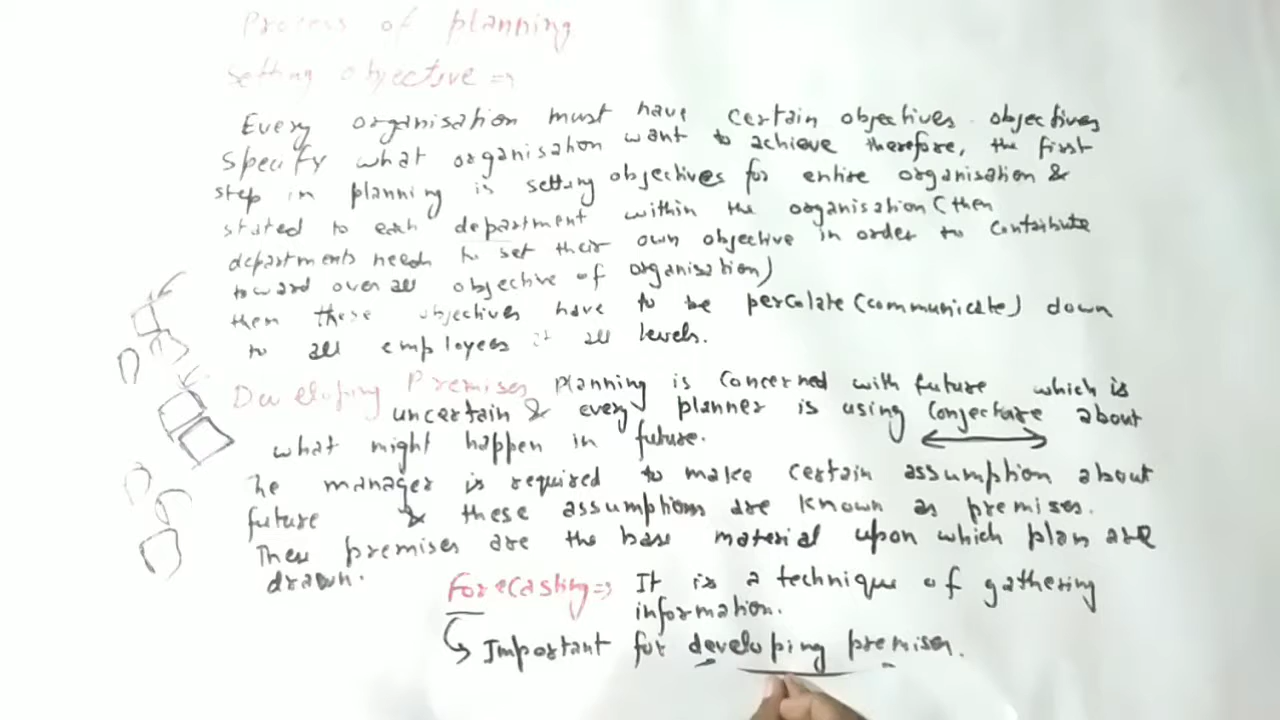 Process of planning
Setting objective ⇒
Every organisation must have certain objectives. objectives
specify what organisation want to achieve therefore, the first
step in planning is setting objectives for entire organisation &
stated to each department within the organisation (then
departments need to set their own objective in order to contribute
toward over all objective of organisation)
then these objectives have to be percolate (communicate) down
to all employees at all levels.
Developing Premises planning is concerned with future which is
uncertain & every planner is using conjecture about
what might happen in future.
The manager is required to make certain assumption about
future & these assumptions are known as premises.
These premises are the base material upon which plan are
drawn.
Forecasting ⇒ It is a technique of gathering
information.
↳ Important for developing premises.